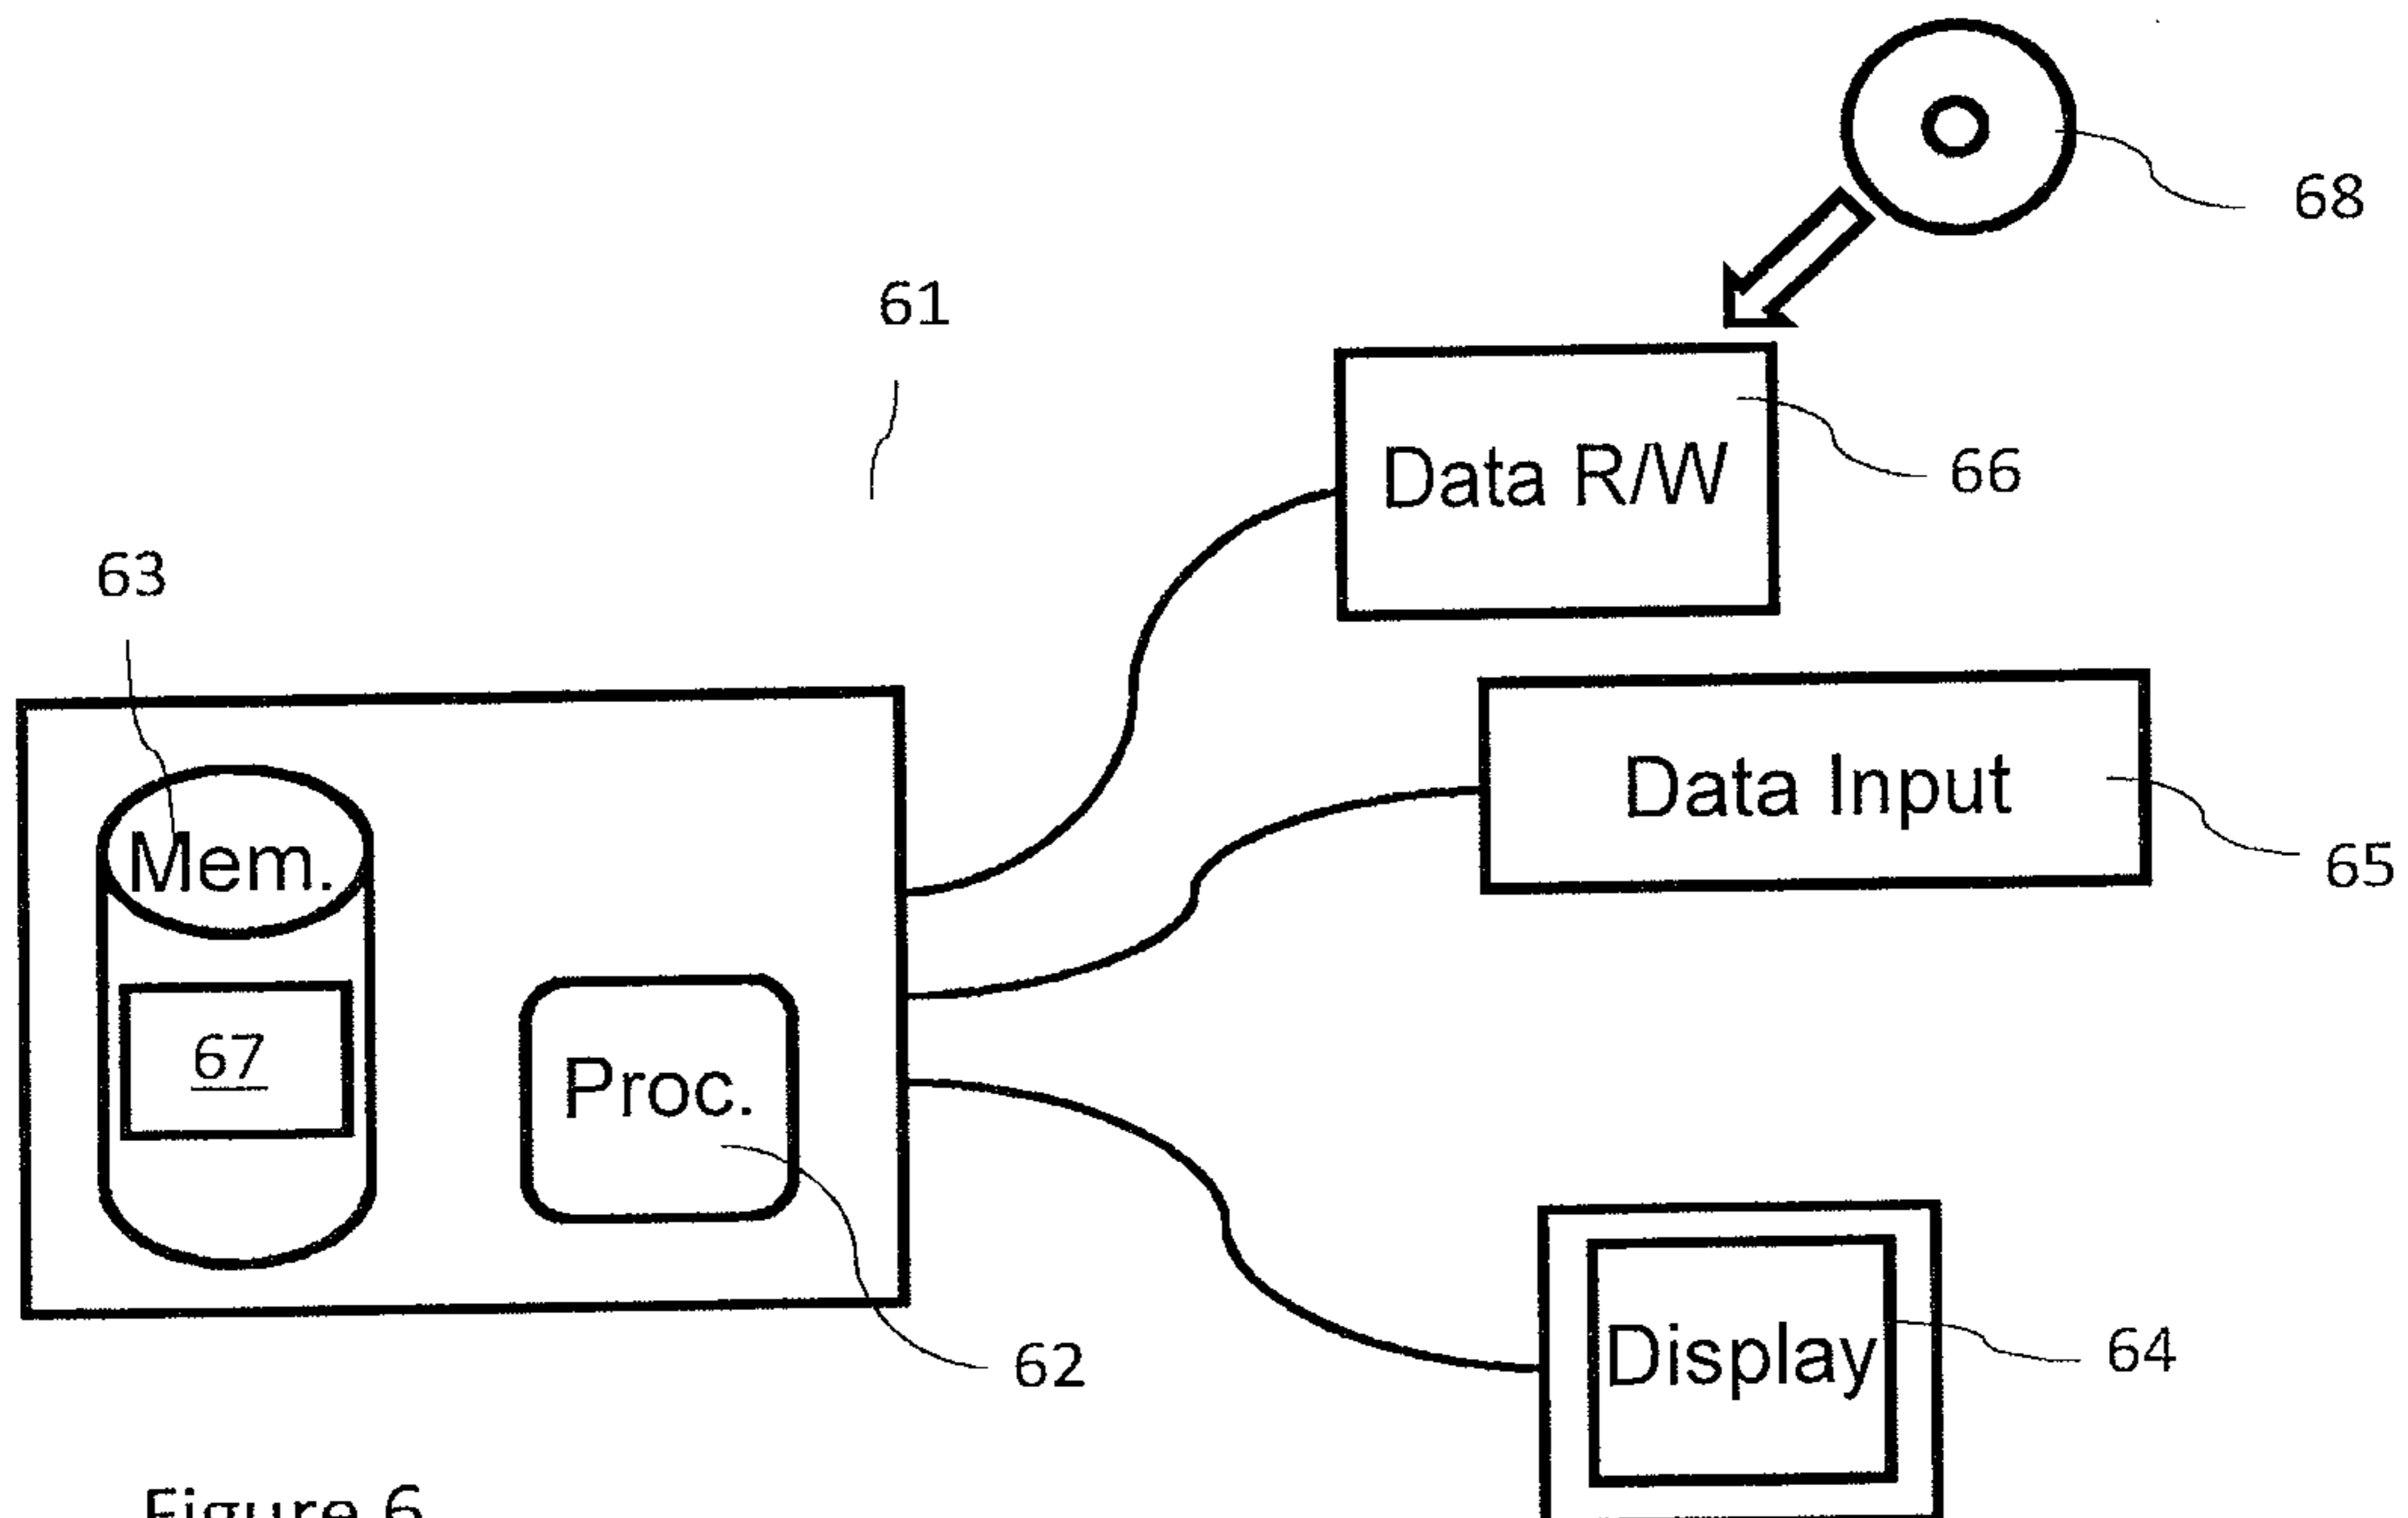 68
61
Data R/W
66
63
Data Input
65
Mem.
67
Proc.
62
Display
64
Figure 6